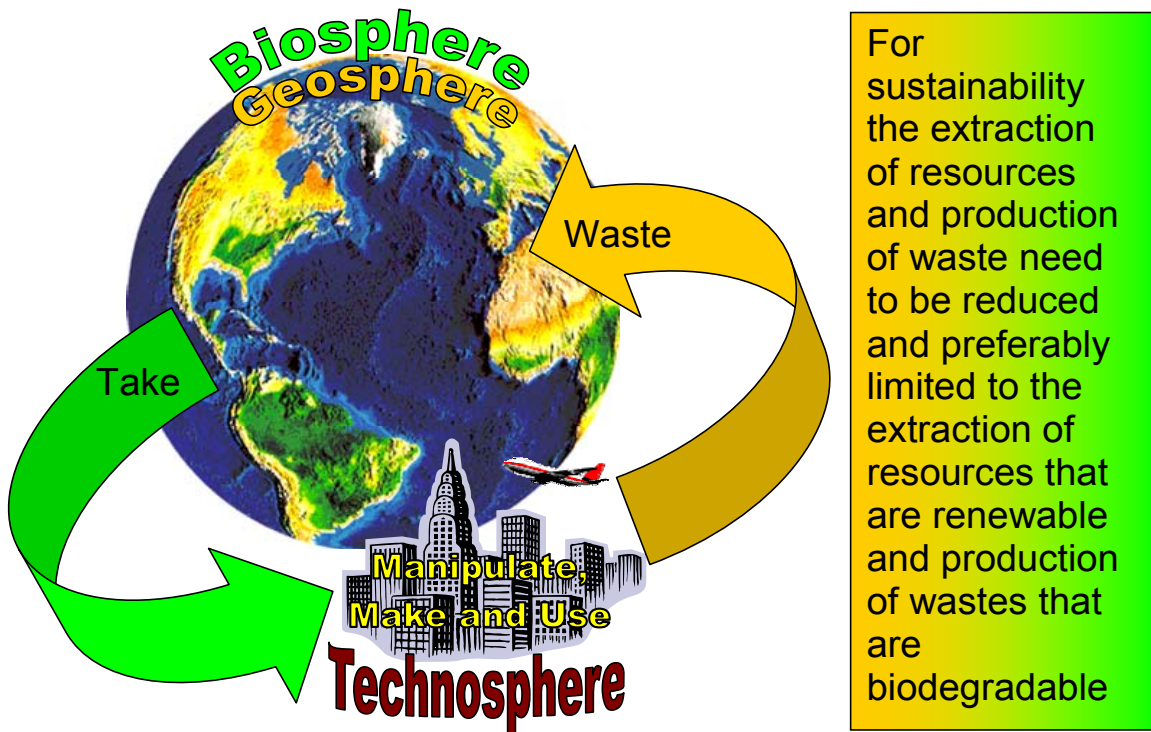 Biosphere
Geosphere
Waste
Take
Manipulate,
Make and Use
Technosphere
For
sustainability
the extraction
of resources
and production
of waste need
to be reduced
and preferably
limited to the
extraction of
resources that
are renewable
and production
of wastes that
are
biodegradable